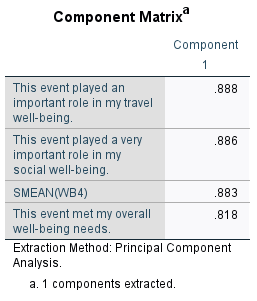 Component Matrixa
Component
1
This event played an
important role in my travel
well-being.
.888
This event played a very
important role in my
social well-being.
.886
SMEAN(WB4)
.883
This event met my overall
well-being needs.
.818
Extraction Method: Principal Component
Analysis.
a. 1 components extracted.